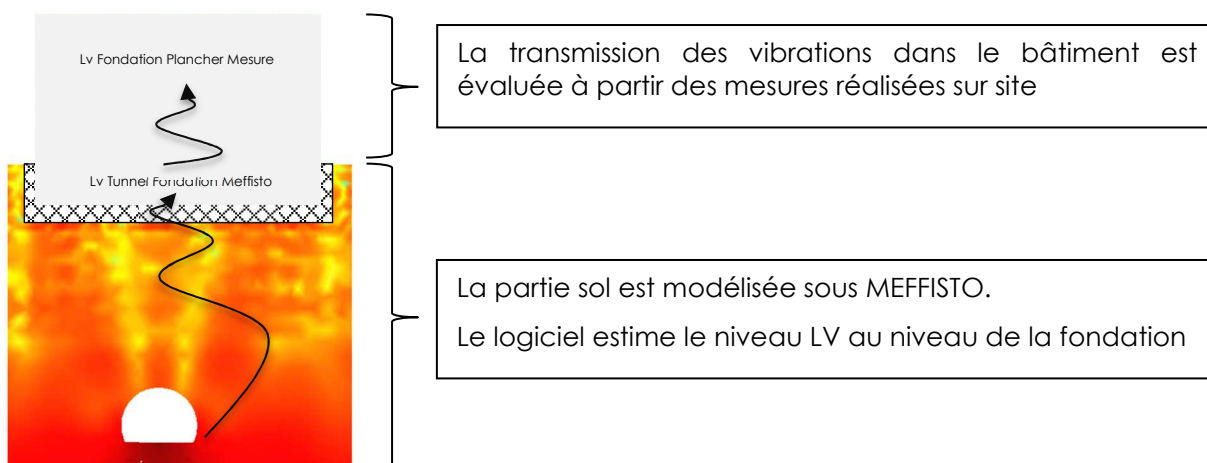 Lv Fondation Plancher Mesure
La transmission des vibrations dans le bâtiment est
évaluée à partir des mesures réalisées sur site
Lv Tunnel Fondation Meffisto
La partie sol est modélisée sous MEFFISTO.
Le logiciel estime le niveau LV au niveau de la fondation